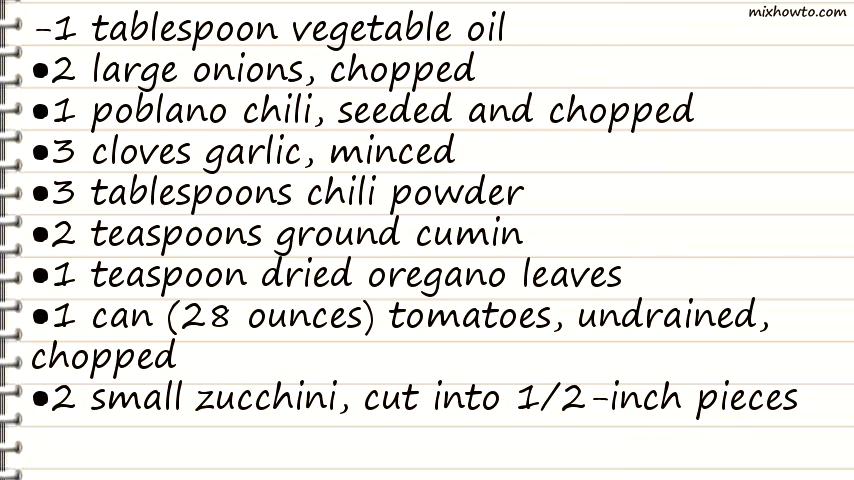 mixhowto.com
-1 tablespoon vegetable oil
•2 large onions, chopped
•1 poblano chili, seeded and chopped
•3 cloves garlic, minced
•3 tablespoons chili powder
•2 teaspoons ground cumin
•1 teaspoon dried oregano leaves
•1 can (28 ounces) tomatoes, undrained,
chopped
•2 small zucchini, cut into 1/2-inch pieces